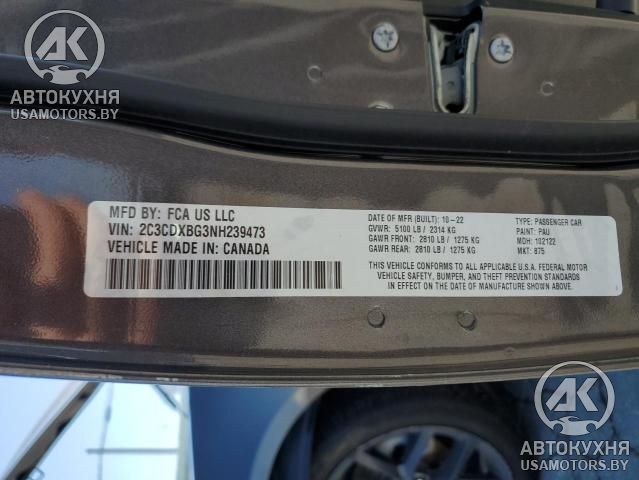 AK
АВТОКУХНЯ
USAMOTORS.BY
MFD BY: FCA US LLC
VIN: 2C3CDXBG3NH239473
VEHICLE MADE IN CANADA
DATE OF MFR (BUILT): 10-22
GVWR: 5100 LB / 2314 KG
GAWR FRONT: 2810 LB / 1275 KG
GAWR REAR: 2810 LB / 1275 KG
TYPE: PASSENGER CAR
PAINT: PAU
MDH: 102122
MKT: 875
THIS VEHICLE CONFORMS TO ALL APPLICABLE U.S.A. FEDERAL MOTOR
VEHICLE SAFETY, BUMPER, AND THEFT PREVENTION STANDARDS
IN EFFECT ON THE DATE OF MANUFACTURE SHOWN ABOVE.
AK
АВТОКУХНЯ
USAMOTORS.BY